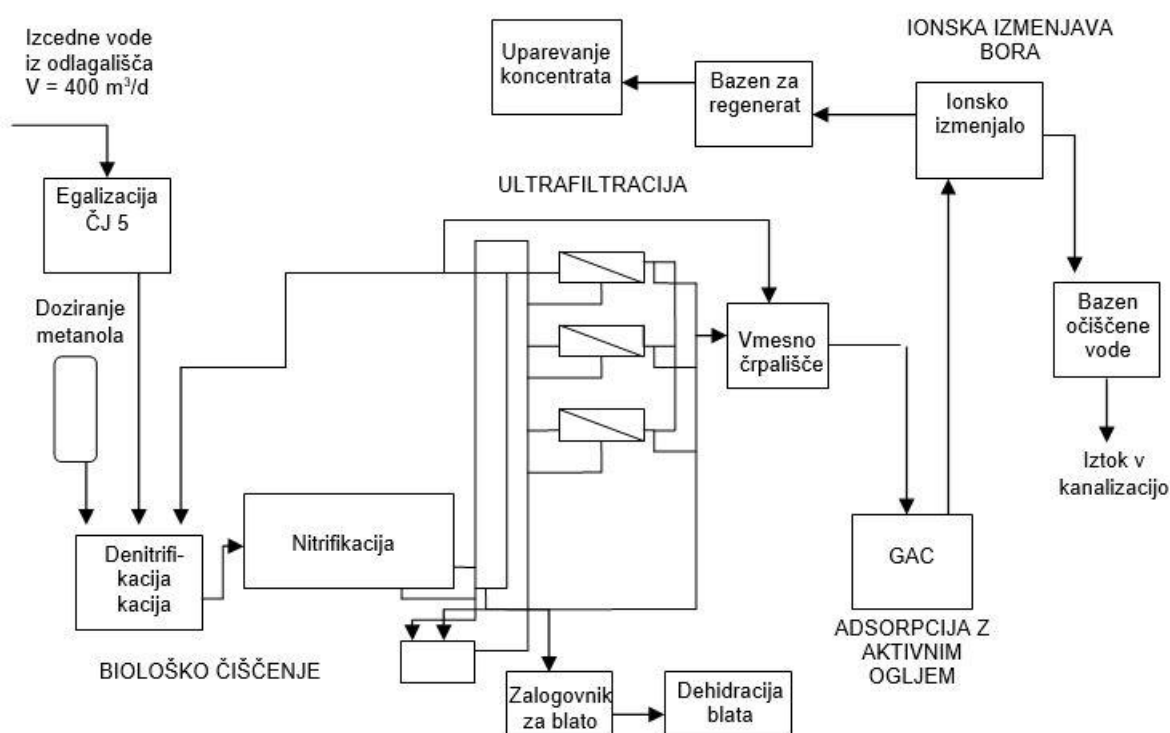 Izcedne vode
iz odlagališča
V = 400 m³/d
Egalizacija
ČJ 5
Doziranje
metanola
Denitrifi-
kacija
kacija
Nitrifikacija
BIOLOŠKO ČIŠČENJE
ULTRAFILTRACIJA
Zalogovnik
za blato
Dehidracija
blata
Vmesno
črpališče
GAC
ADSORPCIJA Z
AKTIVNIM
OGLJEM
IONSKA IZMENJAVA
BORA
Ionsko
izmenjalo
Bazen za
regenerat
Uparevanje
koncentrata
Bazen
očiščene
vode
Iztok v
kanalizacijo